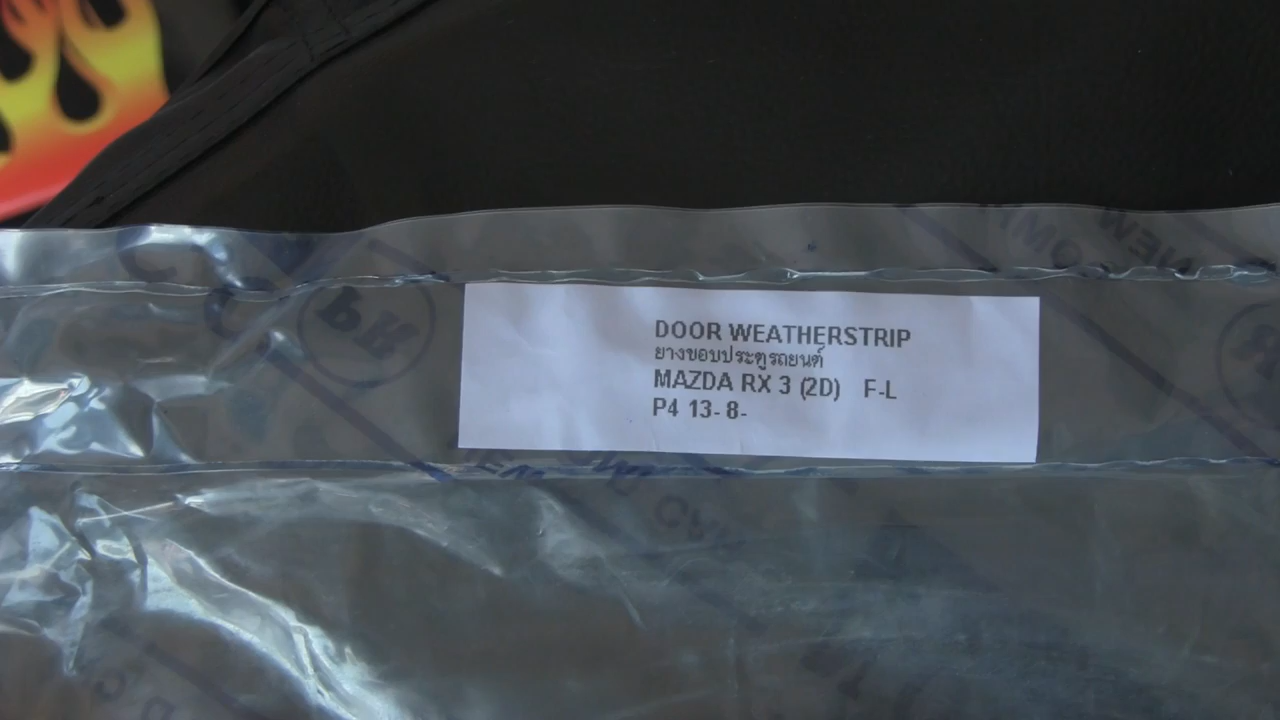 DOOR WEATHERSTRIP
ยางขอบประตูรถยนต์
MAZDA RX 3 (2D) F-L
P4 13- 8-